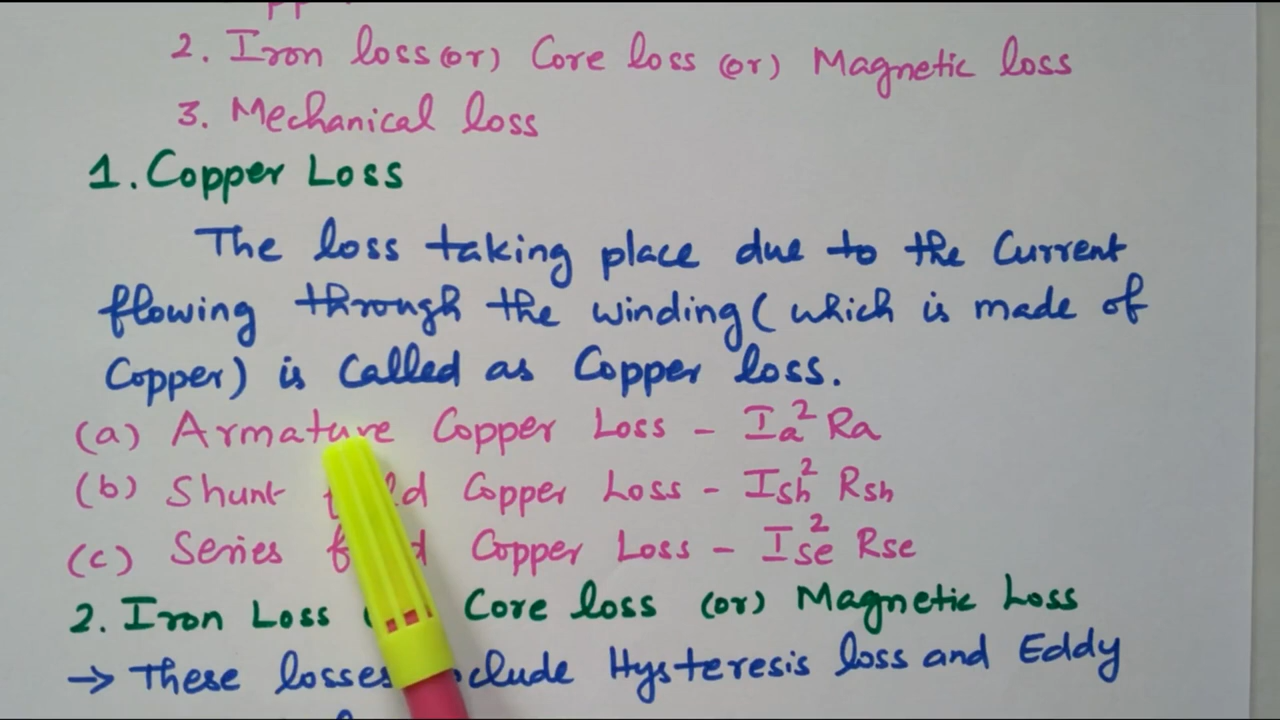 2. Iron loss (or) Core loss (or) Magnetic loss
3. Mechanical loss
1. Copper Loss
The loss taking place due to the Current
flowing through the winding ( which is made of
Copper) is called as Copper loss.
(a) Armature Copper Loss - Ia² Ra
(b) Shunt Copper Loss - Ish² Rsh
(c) Series Copper Loss - Ise² Rse
2. Iron Loss Core loss (or) Magnetic Loss
→ These losses Hysteresis loss and Eddy